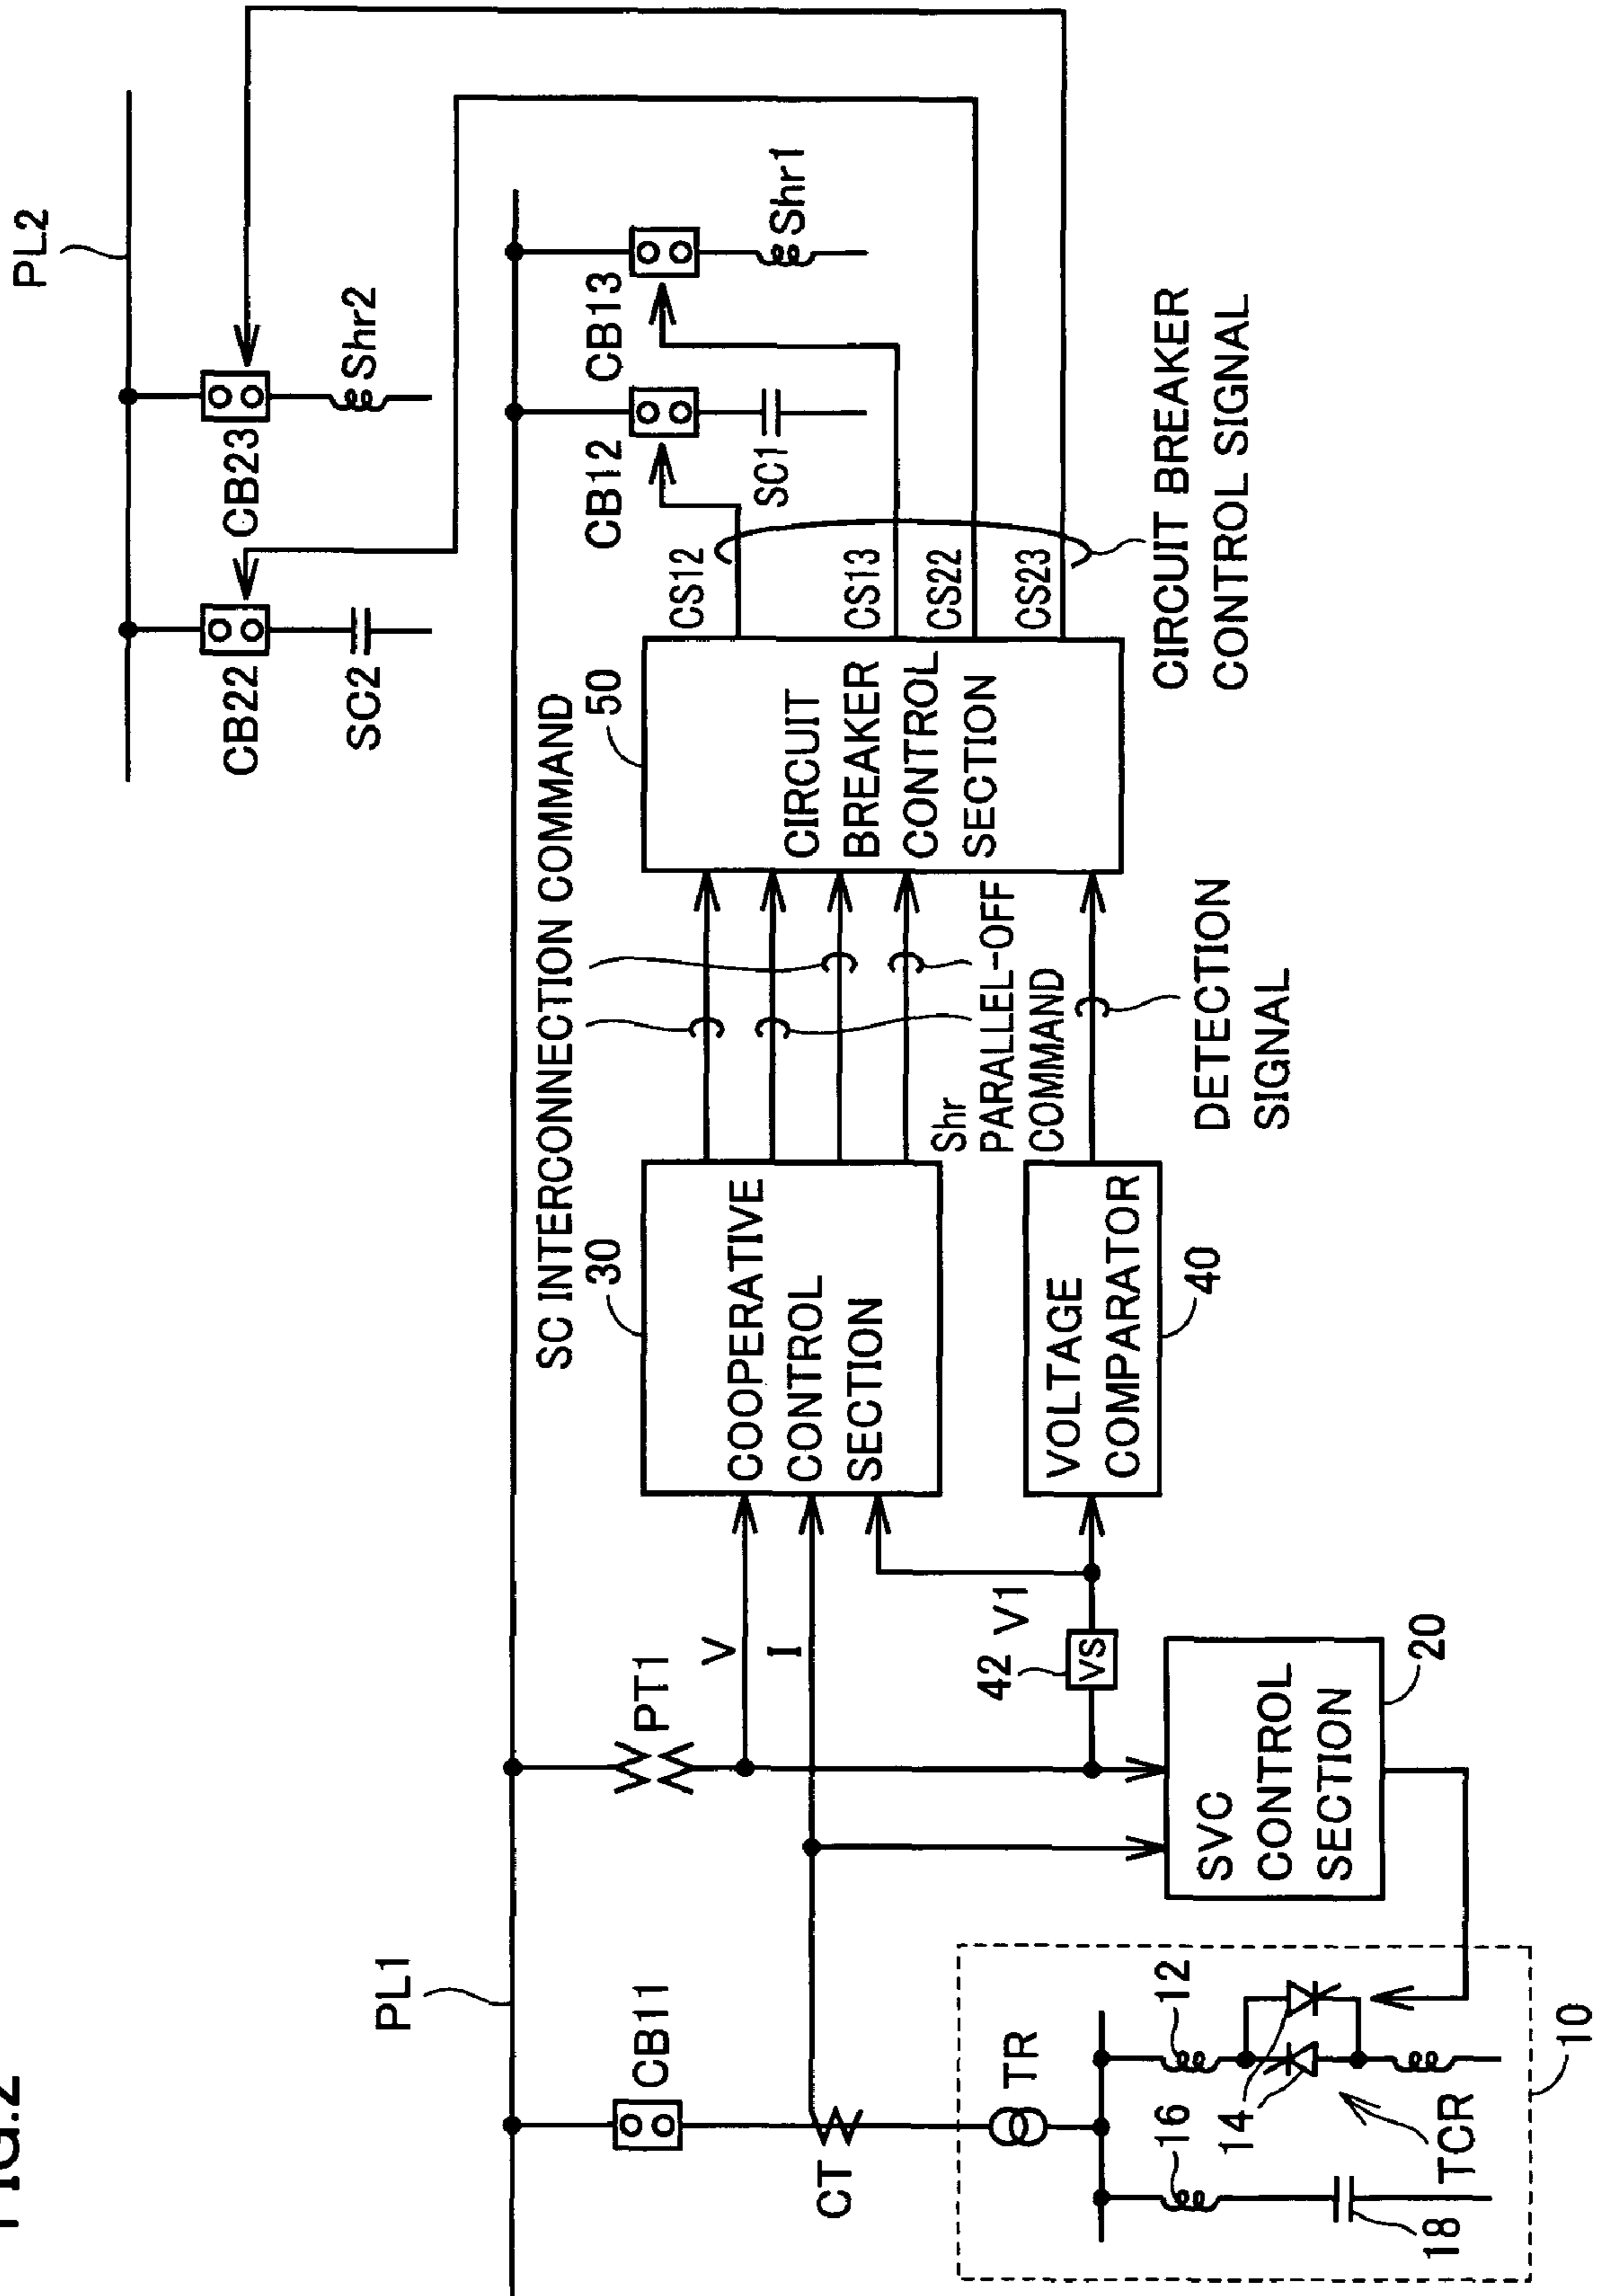 FIG.2
PL2
CB22
SC2
CB23
Shr2
PL1
CB11
PT1
CT
V
I
42
VS
V1
SC INTERCONNECTION COMMAND
30
COOPERATIVE
CONTROL
SECTION
Shr
PARALLEL-OFF
COMMAND
VOLTAGE
COMPARATOR
40
DETECTION
SIGNAL
50
CIRCUIT
BREAKER
CONTROL
SECTION
CS12
CS13
CS22
CS23
CB12
SC1
CB13
Shr1
CIRCUIT BREAKER
CONTROL SIGNAL
SVC
CONTROL
SECTION
20
TR
12
16
14
TCR
18
10